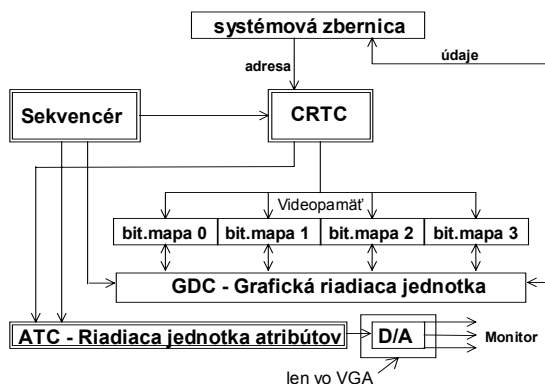 systémová zbernica
adresa
údaje
Sekvencér
CRTC
Videopamäť
bit.mapa 0
bit.mapa 1
bit.mapa 2
bit.mapa 3
GDC - Grafická riadiaca jednotka
ATC - Riadiaca jednotka atribútov
D/A
Monitor
len vo VGA